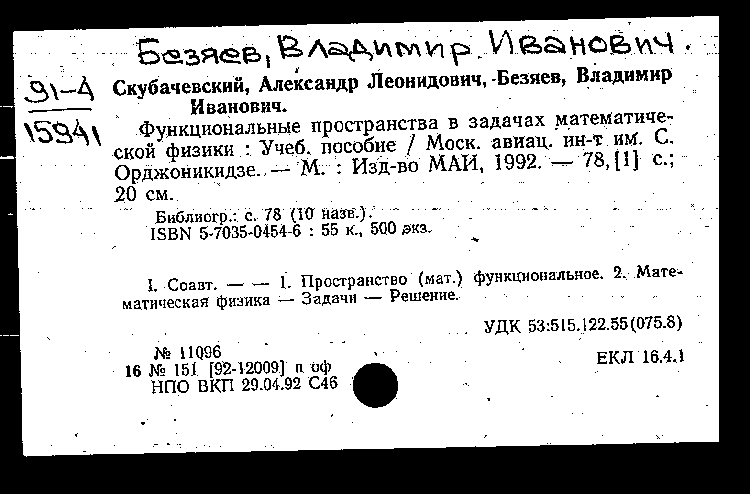 Безяев, Владимир Иванович.
91-4
15941
Скубачевский, Александр Леонидович, Безяев, Владимир
Иванович.
Функциональные пространства в задачах математиче-
ской физики : Учеб. пособие / Моск. авиац. ин-т им. С.
Орджоникидзе. — М. : Изд-во МАИ, 1992. — 78, [1] с.;
20 см.
Библиогр.: с. 78 (10 назв.).
ISBN 5-7035-0454-6 : 55 к., 500 экз.
I. Соавт. — — 1. Пространство (мат.) функциональное. 2. Мате-
матическая физика — Задачи — Решение.
УДК 53:515.122.55(075.8)
№ 11096
16 № 151 [92-12009] п оф
НПО ВКП 29.04.92 С46
ЕКЛ 16.4.1